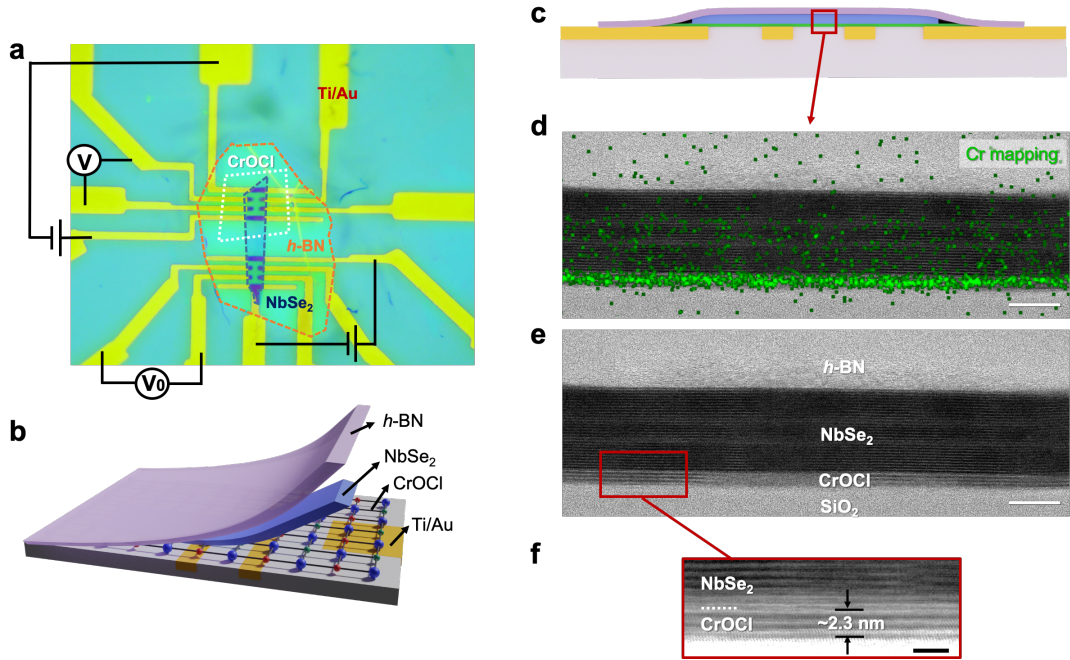 a
Ti/Au
CrOCl
V
h-BN
NbSe₂
V₀
b
h-BN
NbSe₂
CrOCl
Ti/Au
c
d
Cr mapping
e
h-BN
NbSe₂
CrOCl
SiO₂
f
NbSe₂
CrOCl
~2.3 nm